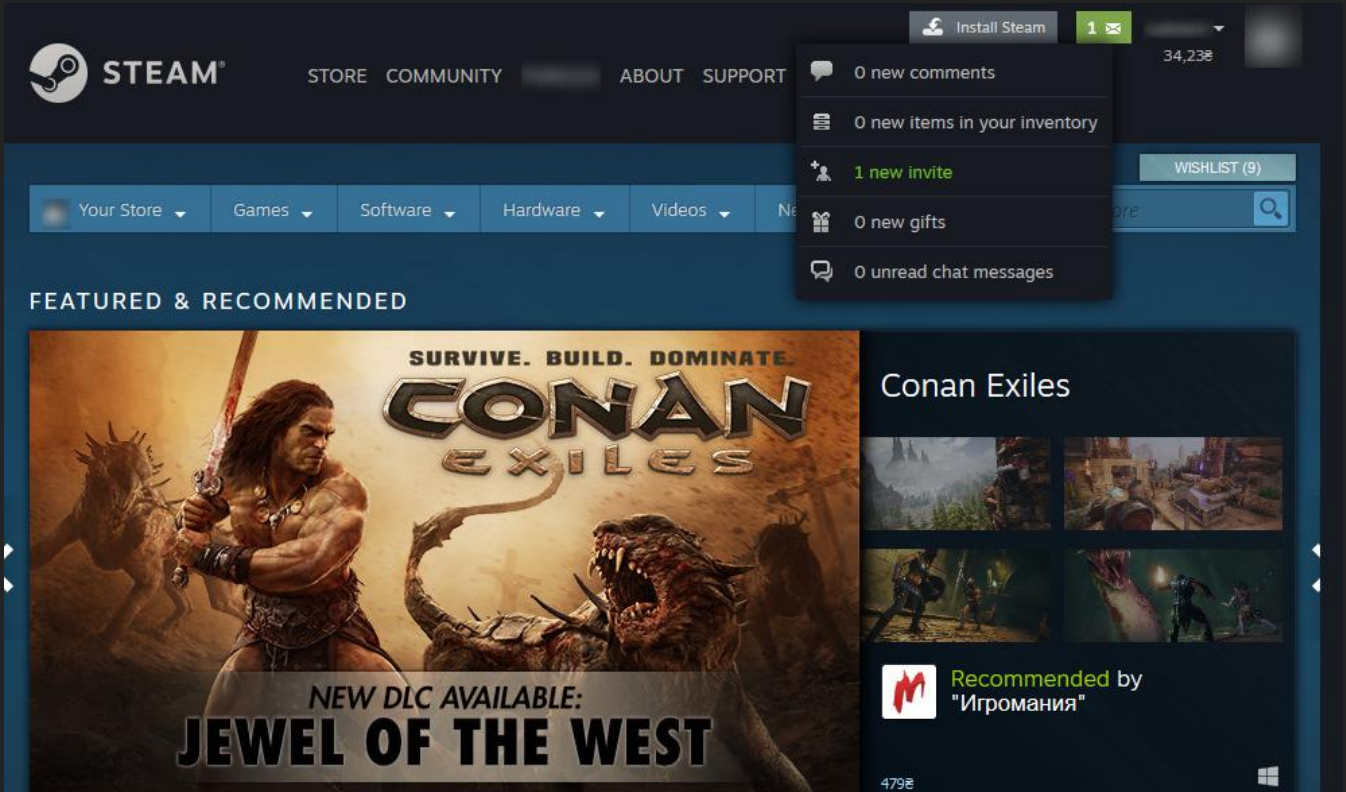 Install Steam
1
34,23₴
STEAM®
STORE COMMUNITY ABOUT SUPPORT
0 new comments
0 new items in your inventory
1 new invite
0 new gifts
0 unread chat messages
WISHLIST (9)
Your Store Games Software Hardware Videos
FEATURED & RECOMMENDED
SURVIVE. BUILD. DOMINATE.
CONAN
EXILES
NEW DLC AVAILABLE:
JEWEL OF THE WEST
Conan Exiles
Recommended by
"Игромания"
479₴